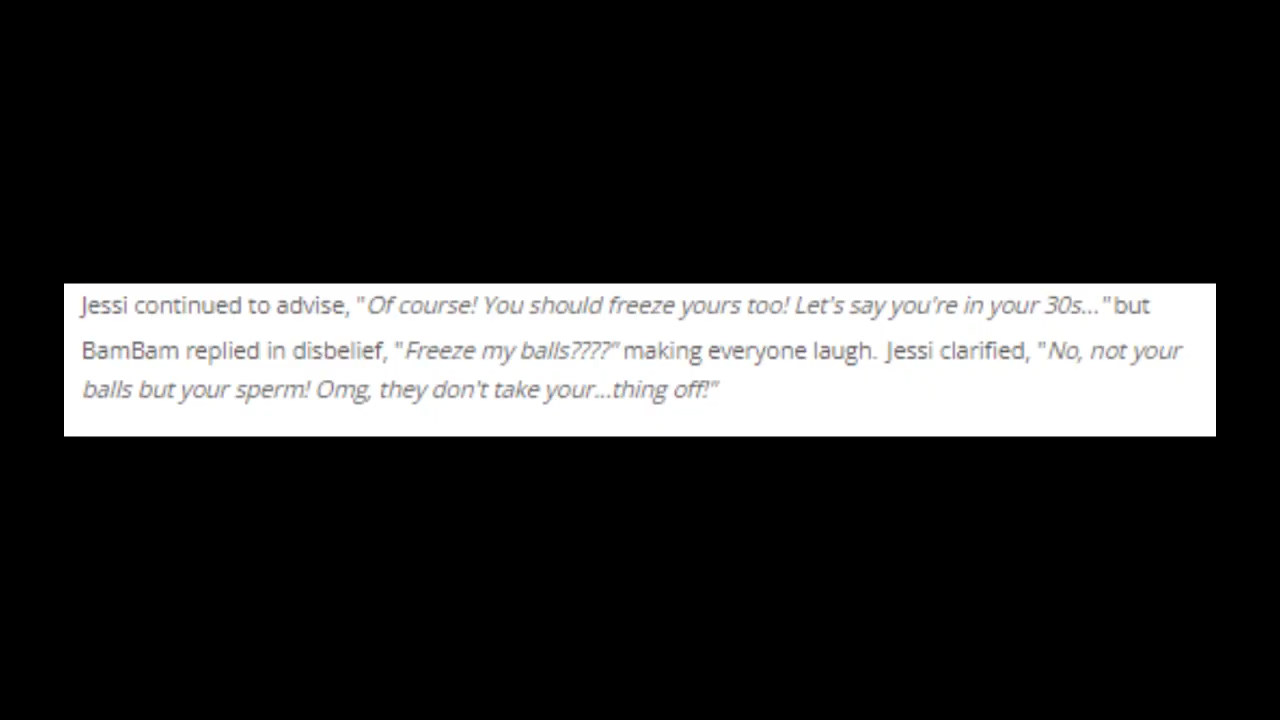 Jessi continued to advise, "Of course! You should freeze yours too! Let's say you're in your 30s..." but
BamBam replied in disbelief, "Freeze my balls????" making everyone laugh. Jessi clarified, "No, not your
balls but your sperm! Omg, they don't take your...thing off!"